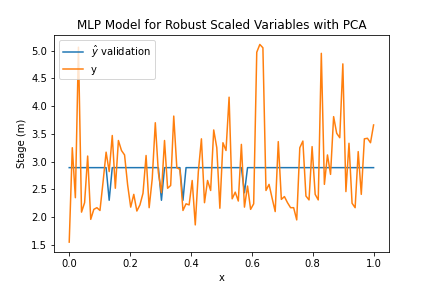 MLP Model for Robust Scaled Variables with PCA
ŷ validation
y
Stage (m)
5.0
4.5
4.0
3.5
3.0
2.5
2.0
1.5
0.0 0.2 0.4 0.6 0.8 1.0
x